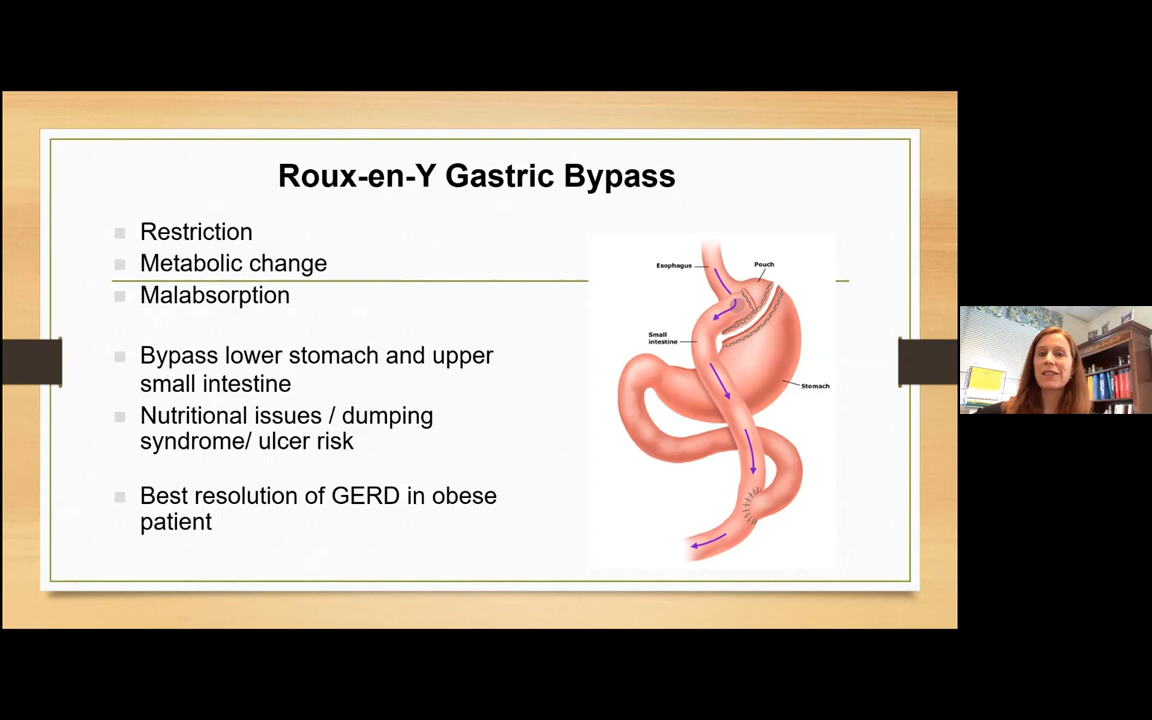 Roux-en-Y Gastric Bypass
Restriction
Metabolic change
Malabsorption
Bypass lower stomach and upper
small intestine
Nutritional issues / dumping
syndrome/ ulcer risk
Best resolution of GERD in obese
patient
Esophagus
Pouch
Small
intestine
Stomach